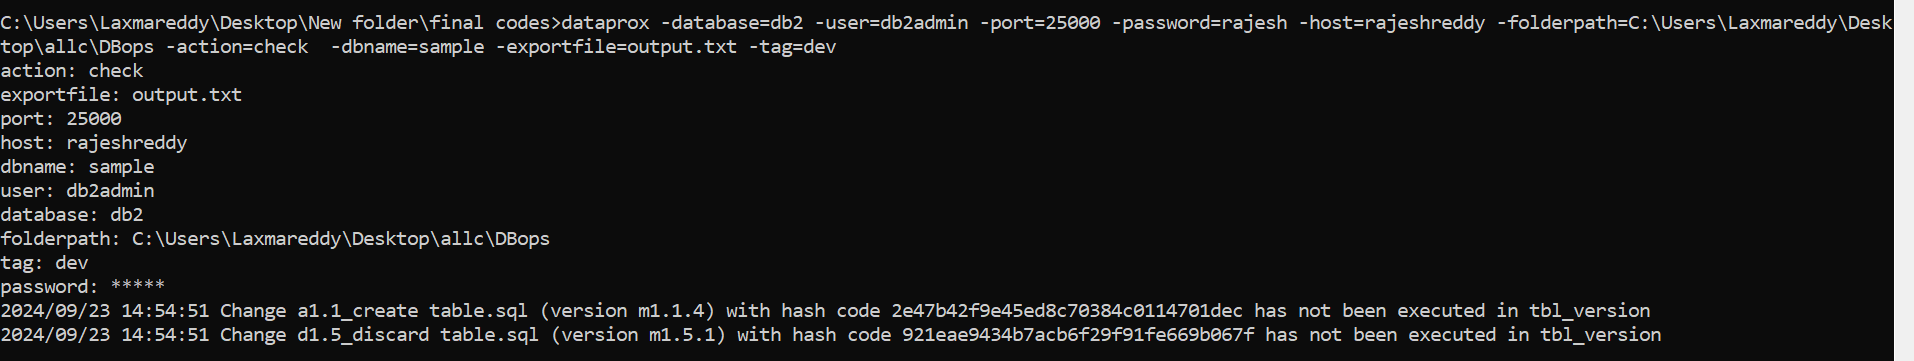 C:\Users\Laxmareddy\Desktop\New folder\final codes>dataprox -database=db2 -user=db2admin -port=25000 -password=rajesh -host=rajeshreddy -folderpath=C:\Users\Laxmareddy\Desk
top\allc\DBops -action=check  -dbname=sample -exportfile=output.txt -tag=dev
action: check
exportfile: output.txt
port: 25000
host: rajeshreddy
dbname: sample
user: db2admin
database: db2
folderpath: C:\Users\Laxmareddy\Desktop\allc\DBops
tag: dev
password: *****
2024/09/23 14:54:51 Change a1.1_create table.sql (version m1.1.4) with hash code 2e47b42f9e45ed8c70384c0114701dec has not been executed in tbl_version
2024/09/23 14:54:51 Change d1.5_discard table.sql (version m1.5.1) with hash code 921eae9434b7acb6f29f91fe669b067f has not been executed in tbl_version